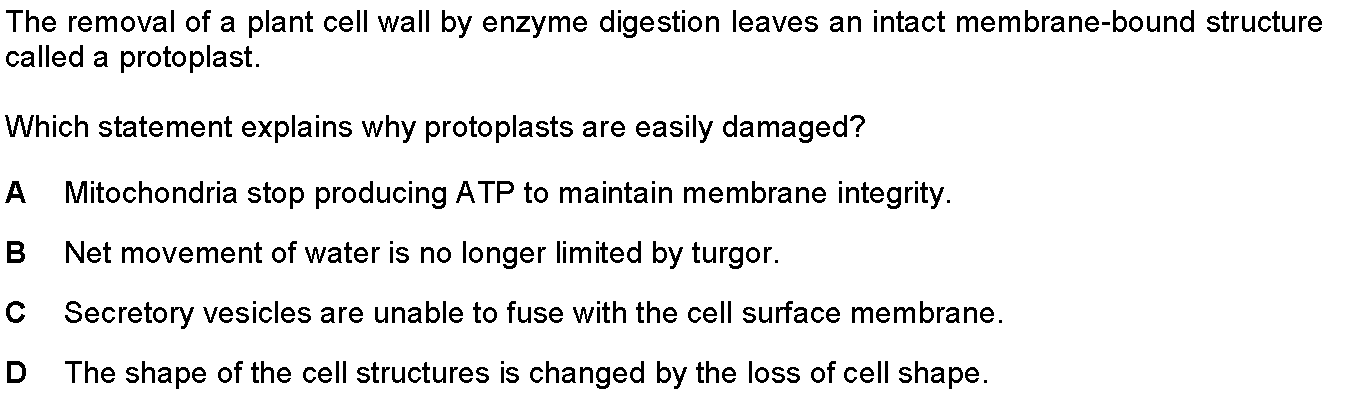 The removal of a plant cell wall by enzyme digestion leaves an intact membrane-bound structure
called a protoplast.
Which statement explains why protoplasts are easily damaged?
A Mitochondria stop producing ATP to maintain membrane integrity.
B Net movement of water is no longer limited by turgor.
C Secretory vesicles are unable to fuse with the cell surface membrane.
D The shape of the cell structures is changed by the loss of cell shape.